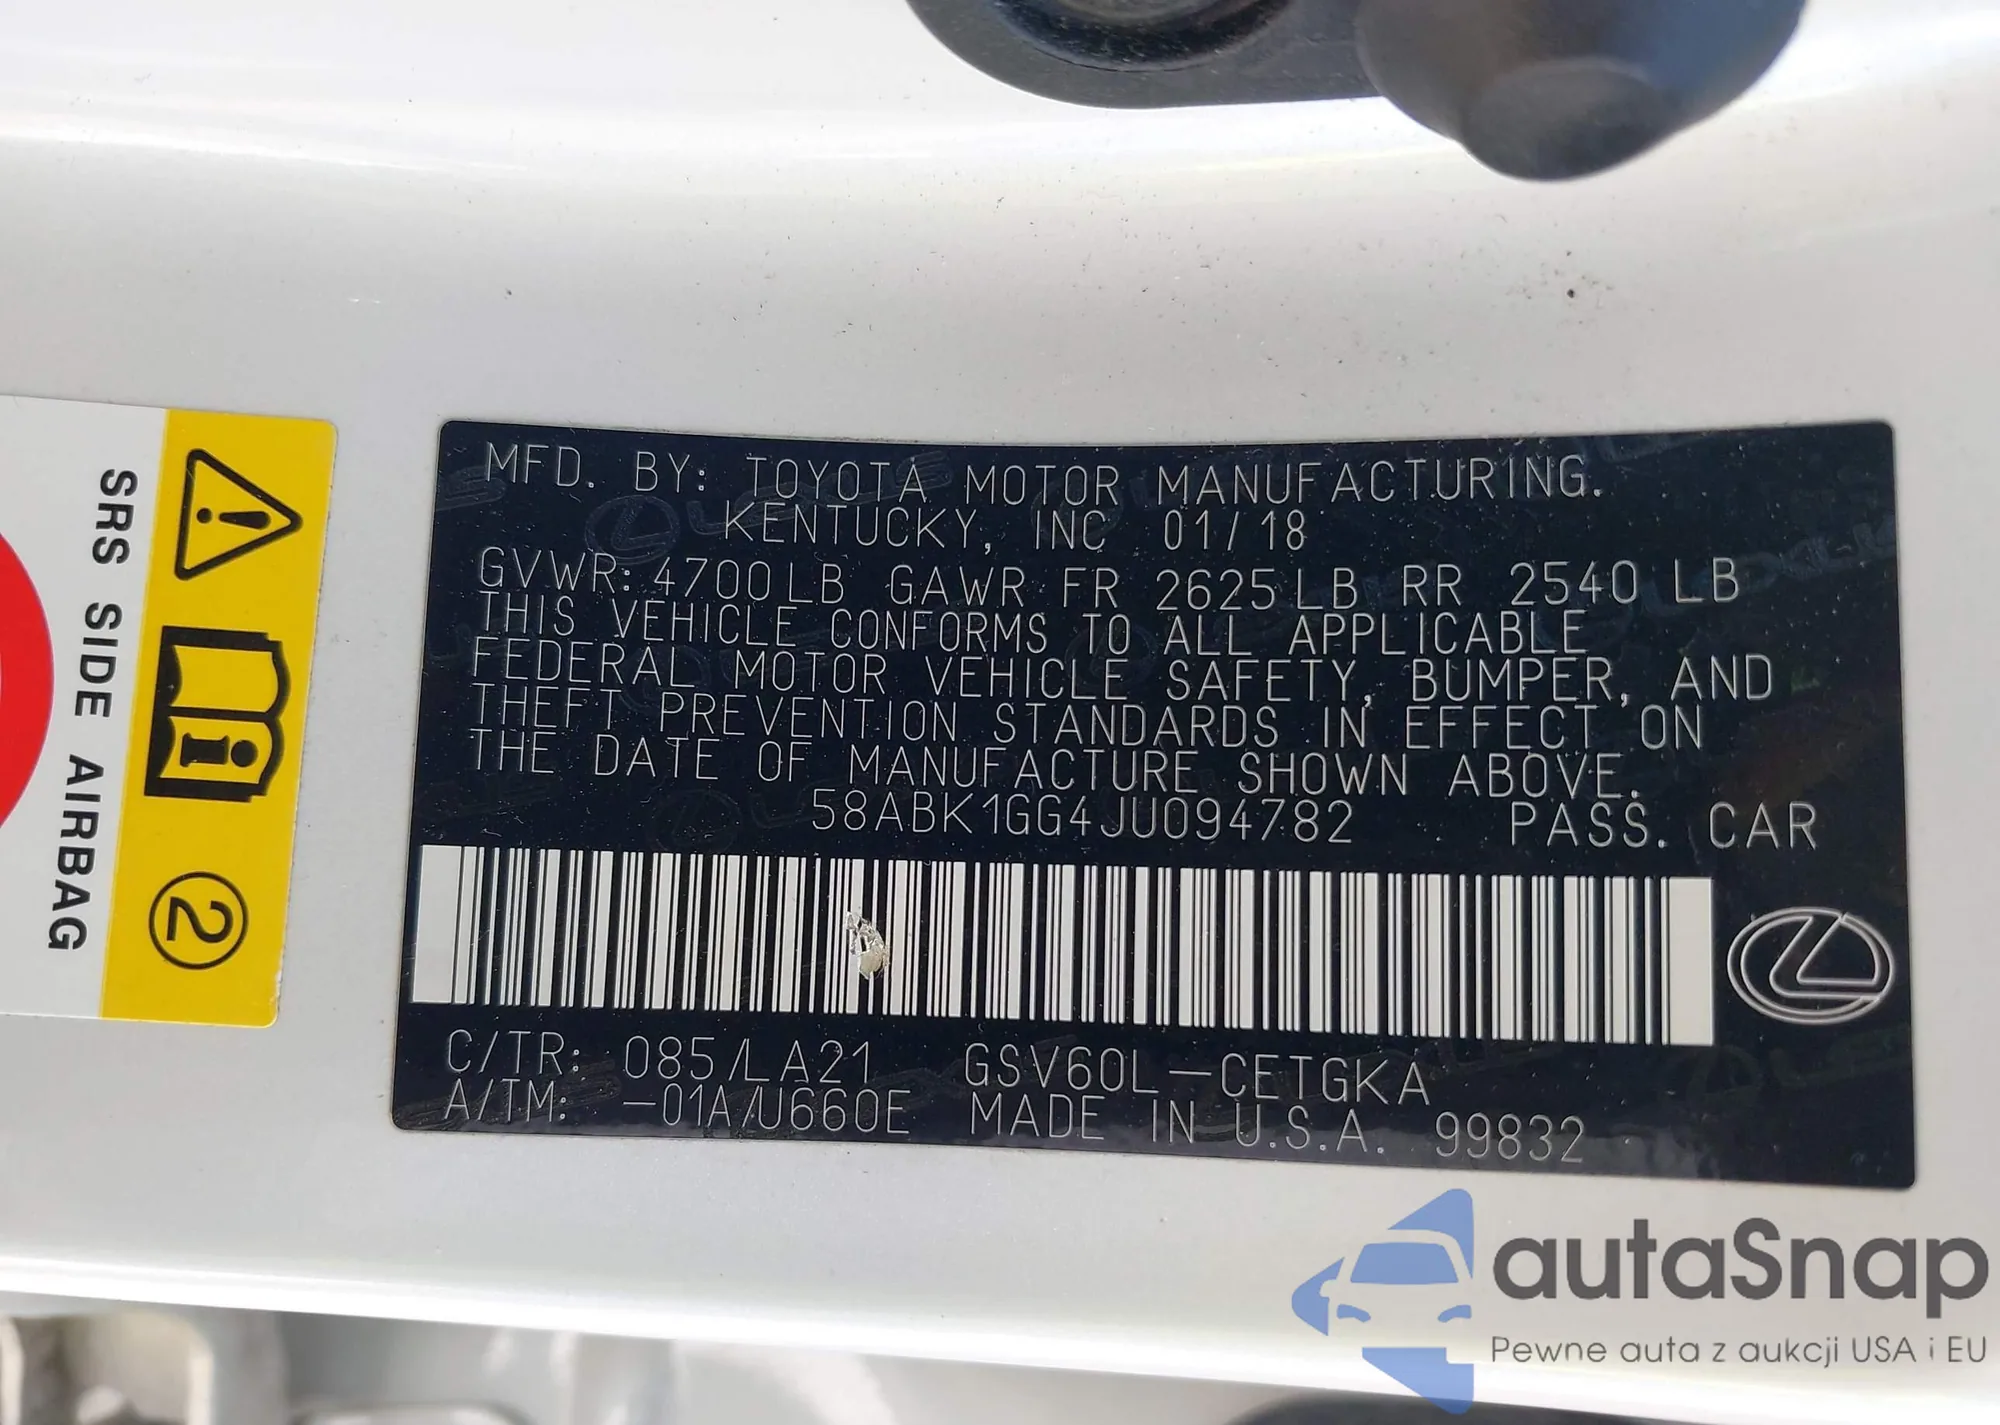 MFD. BY: TOYOTA MOTOR MANUFACTURING.
KENTUCKY, INC 01/18
GVWR: 4700LB GAWR FR 2625LB RR 2540 LB
THIS VEHICLE CONFORMS TO ALL APPLICABLE
FEDERAL MOTOR VEHICLE SAFETY, BUMPER, AND
THEFT PREVENTION STANDARDS IN EFFECT ON
THE DATE OF MANUFACTURE SHOWN ABOVE.
58ABK1GG4JU094782 PASS. CAR
C/TR: 085/LA21 GSV60L-CETGKA
A/TM: -01A/U660E MADE IN U.S.A. 99832
SRS SIDE AIRBAG
2
autaSnap
Pewne auta z aukcji USA i EU